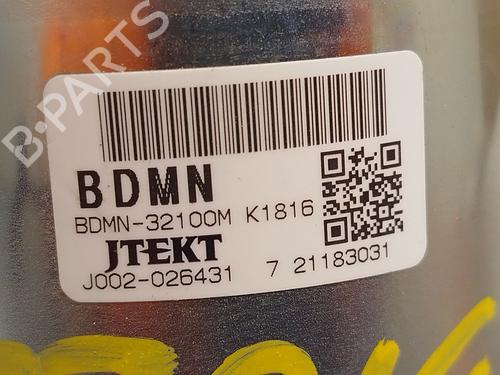 B-PARTS
BDMN
BDMN-32100M K1816
JTEKT
J002-026431 7 21183031